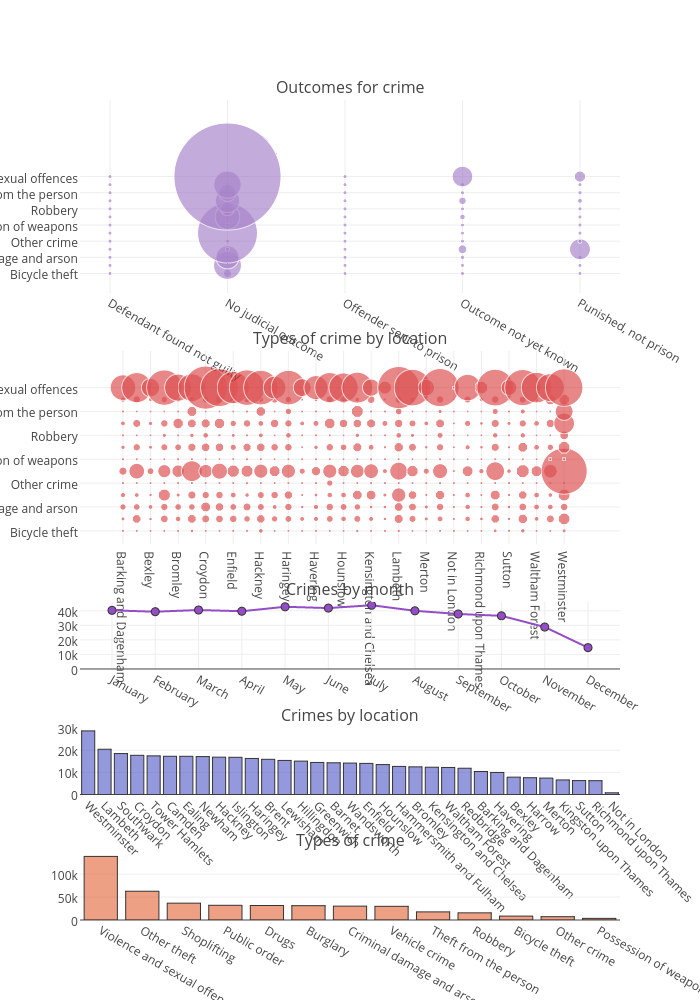 Outcomes for crime
exual offences
om the person
Robbery
on of weapons
Other crime
age and arson
Bicycle theft
Defendant found not guilty
No judicial outcome
Offender sent to prison
Outcome not yet known
Punished, not prison
Types of crime by location
exual offences
om the person
Robbery
on of weapons
Other crime
age and arson
Bicycle theft
Barking and Dagenham
Bexley
Bromley
Croydon
Enfield
Hackney
Haringey
Havering
Hounslow
Kensington and Chelsea
Lambeth
Merton
Not in London
Richmond upon Thames
Sutton
Waltham Forest
Westminster
Crimes by month
40k
30k
20k
10k
0
January
February
March
April
May
June
July
August
September
October
November
December
Crimes by location
30k
20k
10k
0
Westminster
Lambeth
Southwark
Croydon
Tower Hamlets
Camden
Ealing
Newham
Hackney
Islington
Haringey
Brent
Lewisham
Hillingdon
Greenwich
Barnet
Wandsworth
Enfield
Hounslow
Hammersmith and Fulham
Bromley
Kensington and Chelsea
Waltham Forest
Redbridge
Barking and Dagenham
Havering
Bexley
Harrow
Merton
Kingston upon Thames
Sutton
Richmond upon Thames
Not in London
Types of crime
100k
50k
0
Violence and sexual offen
Other theft
Shoplifting
Public order
Drugs
Burglary
Criminal damage and arso
Vehicle crime
Theft from the person
Robbery
Bicycle theft
Other crime
Possession of weapon